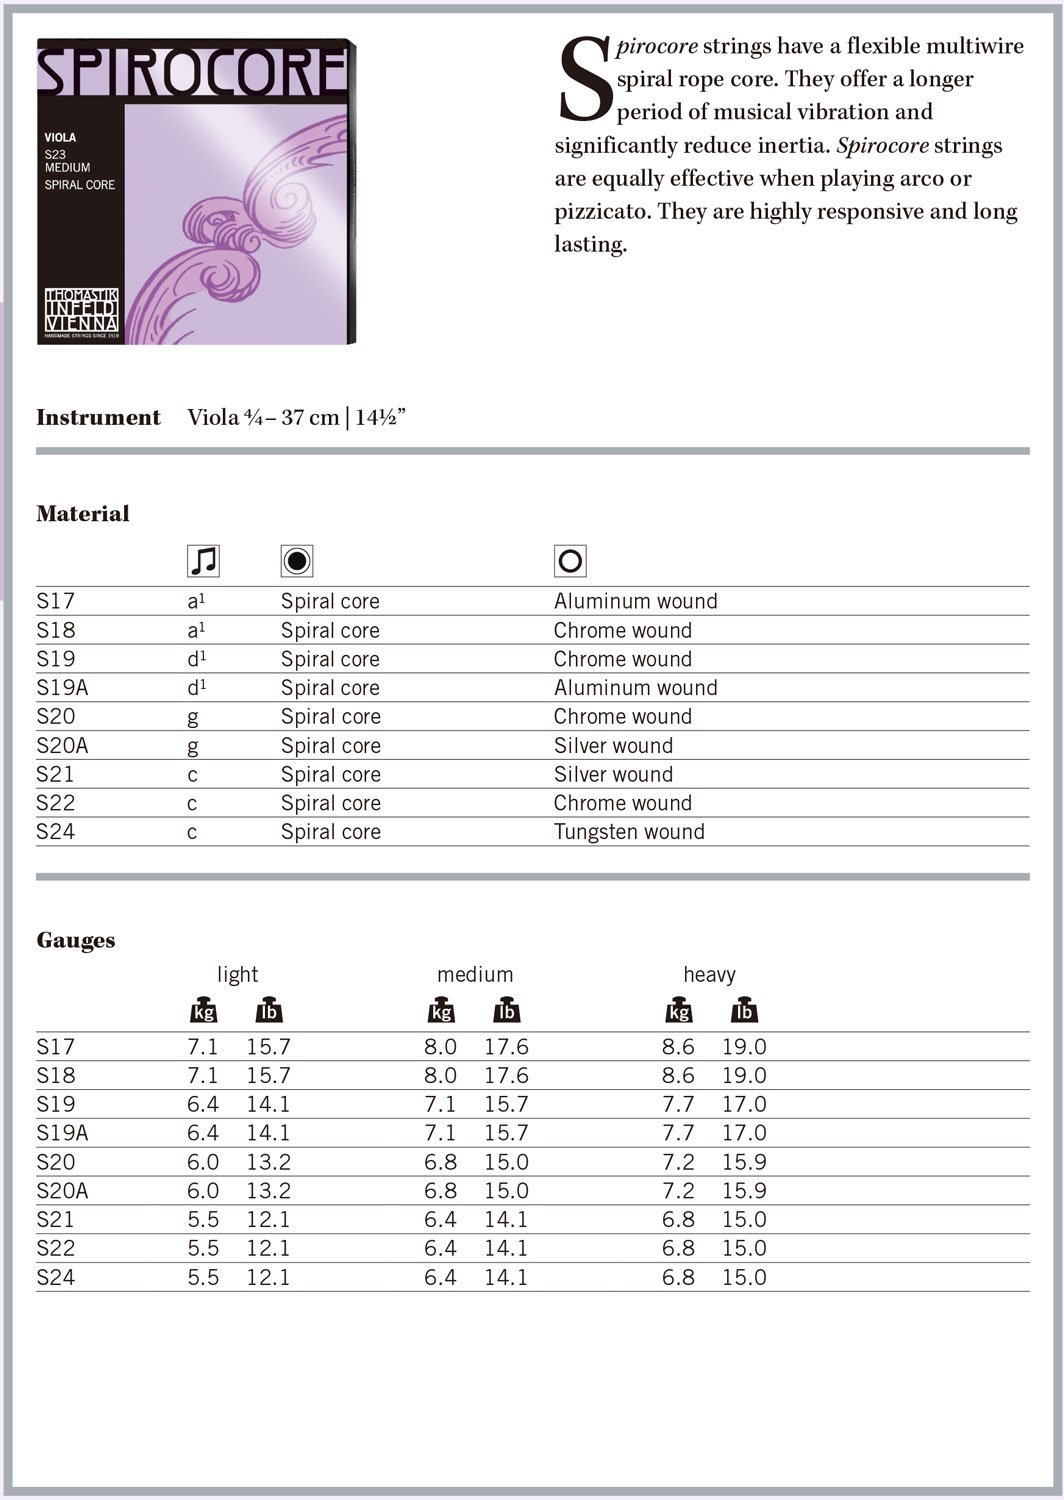 SPIROCORE
VIOLA
S23
MEDIUM
SPIRAL CORE
THOMASTIK
INFELD
VIENNA
HANDMADE STRINGS SINCE 1919
Spirocore strings have a flexible multiwire
spiral rope core. They offer a longer
period of musical vibration and
significantly reduce inertia. Spirocore strings
are equally effective when playing arco or
pizzicato. They are highly responsive and long
lasting.
Instrument Viola 4/4 – 37 cm | 14½”
Material
S17 a¹ Spiral core Aluminum wound
S18 a¹ Spiral core Chrome wound
S19 d¹ Spiral core Chrome wound
S19A d¹ Spiral core Aluminum wound
S20 g Spiral core Chrome wound
S20A g Spiral core Silver wound
S21 c Spiral core Silver wound
S22 c Spiral core Chrome wound
S24 c Spiral core Tungsten wound
Gauges
light medium heavy
kg lb kg lb kg lb
S17 7.1 15.7 8.0 17.6 8.6 19.0
S18 7.1 15.7 8.0 17.6 8.6 19.0
S19 6.4 14.1 7.1 15.7 7.7 17.0
S19A 6.4 14.1 7.1 15.7 7.7 17.0
S20 6.0 13.2 6.8 15.0 7.2 15.9
S20A 6.0 13.2 6.8 15.0 7.2 15.9
S21 5.5 12.1 6.4 14.1 6.8 15.0
S22 5.5 12.1 6.4 14.1 6.8 15.0
S24 5.5 12.1 6.4 14.1 6.8 15.0